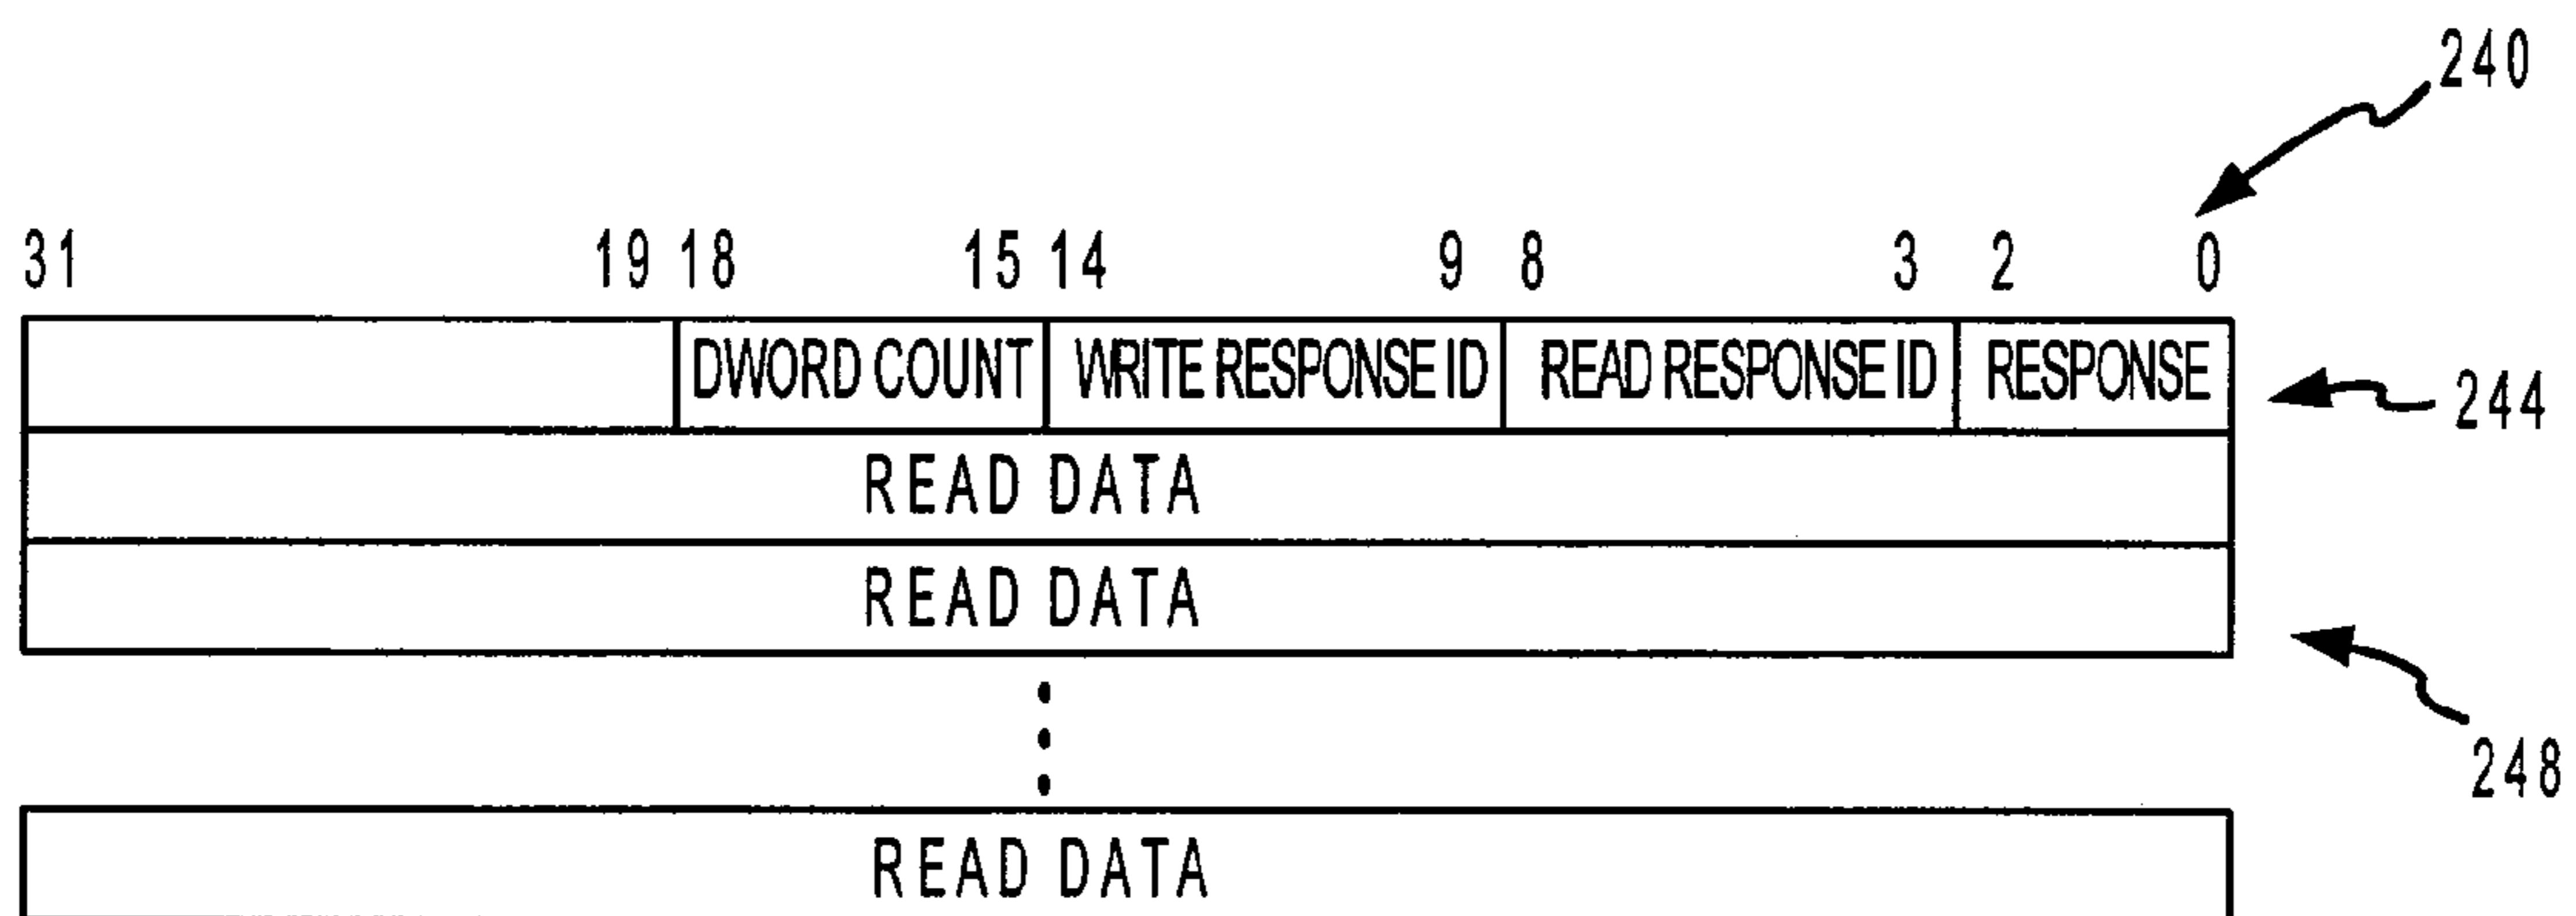 240
31 19 18 15 14 9 8 3 2 0
DWORD COUNT WRITE RESPONSE ID READ RESPONSE ID RESPONSE
244
READ DATA
READ DATA
248
READ DATA